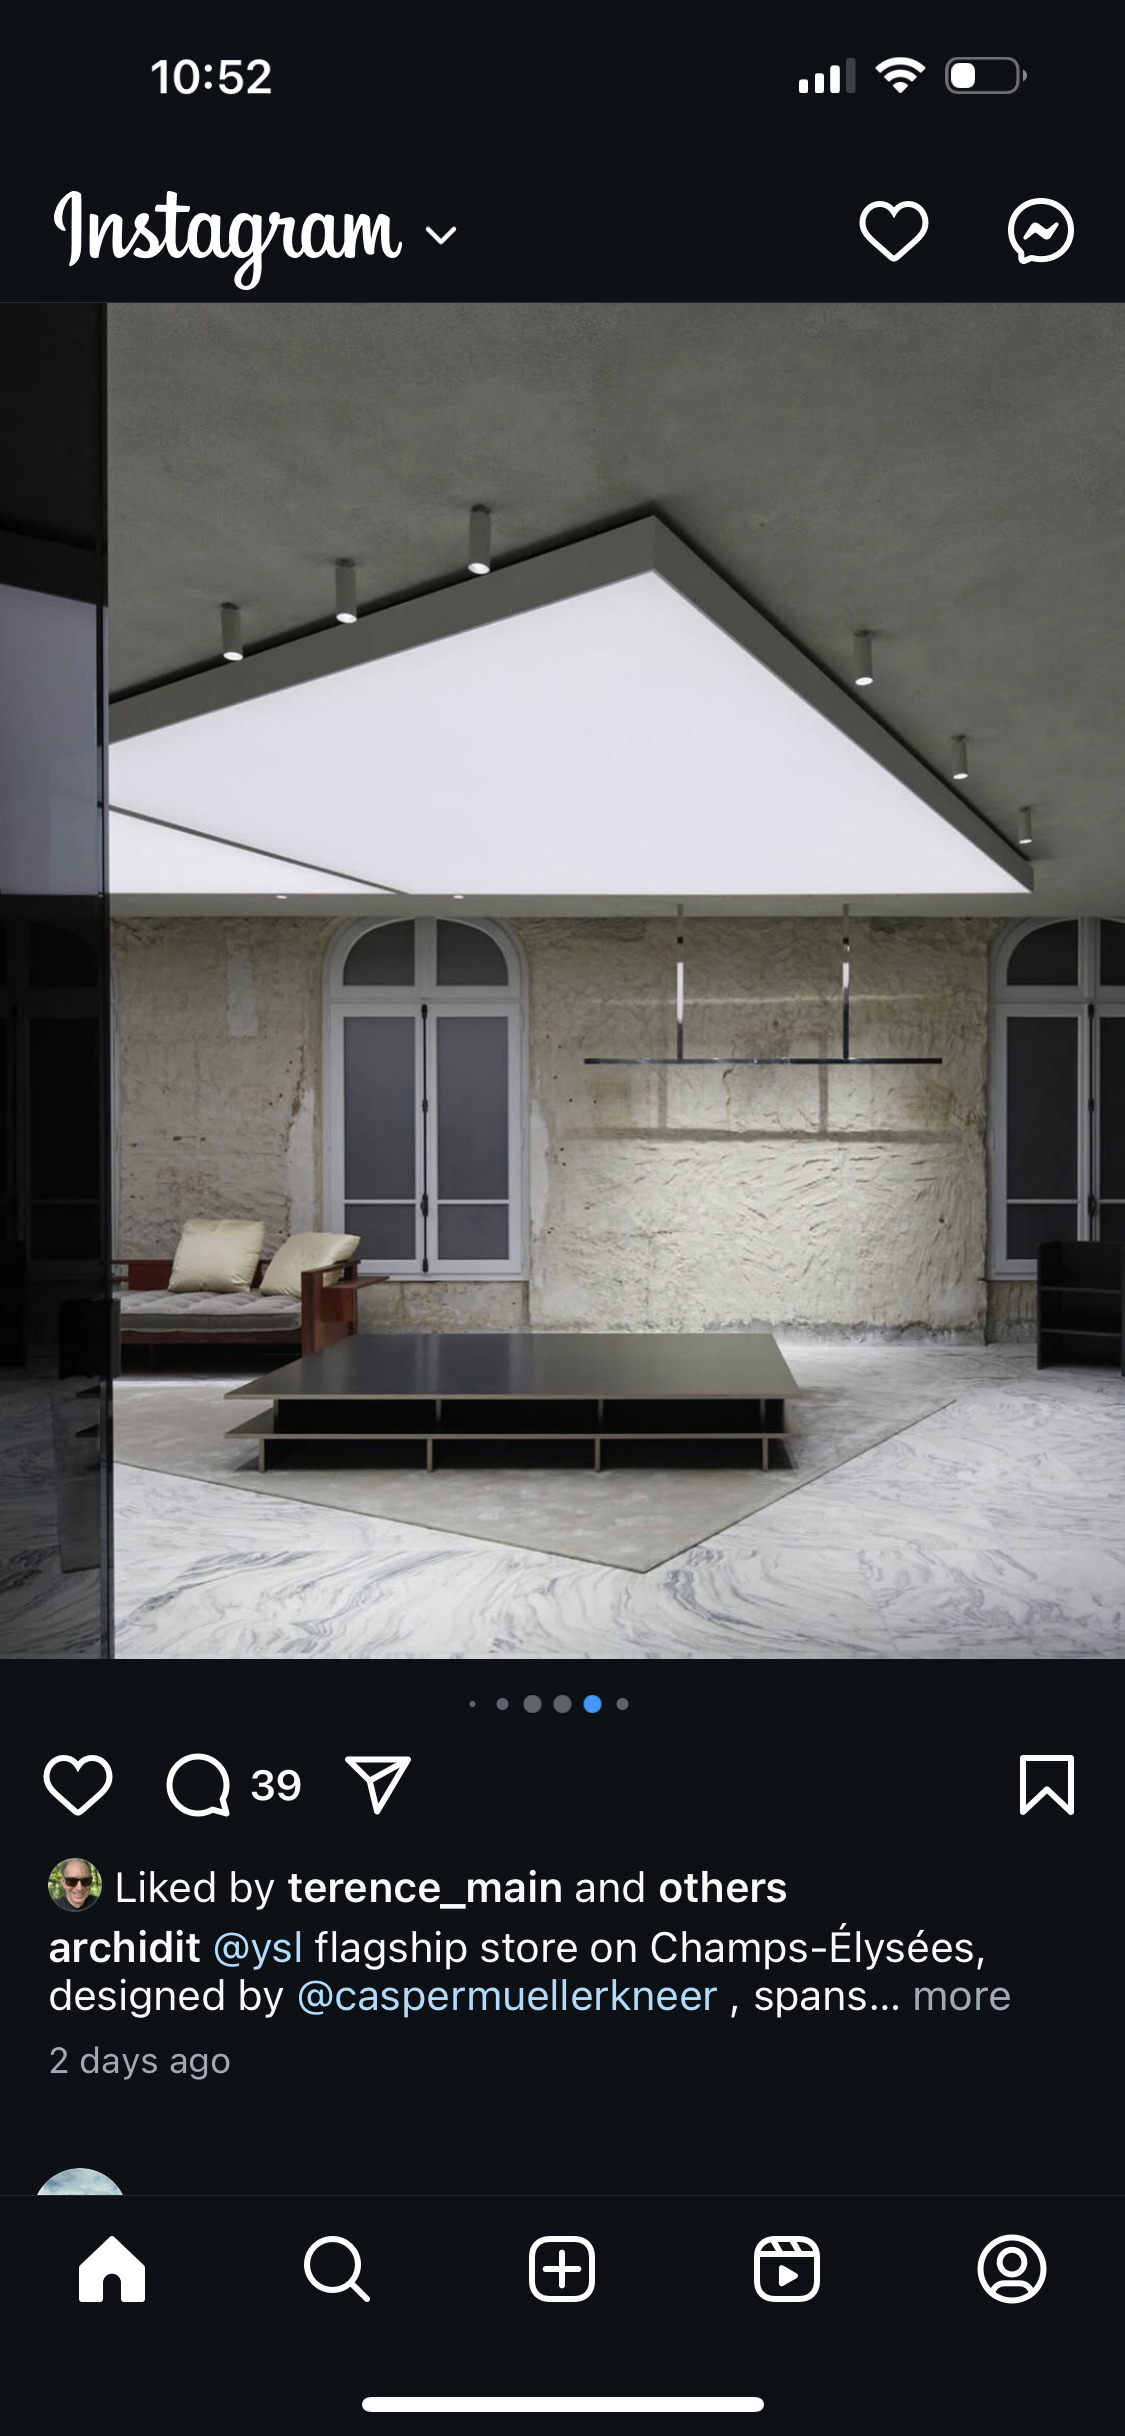 10:52
Instagram
39
Liked by terence_main and others
archidit @ysl flagship store on Champs-Élysées,
designed by @caspermuellerkneer , spans... more
2 days ago